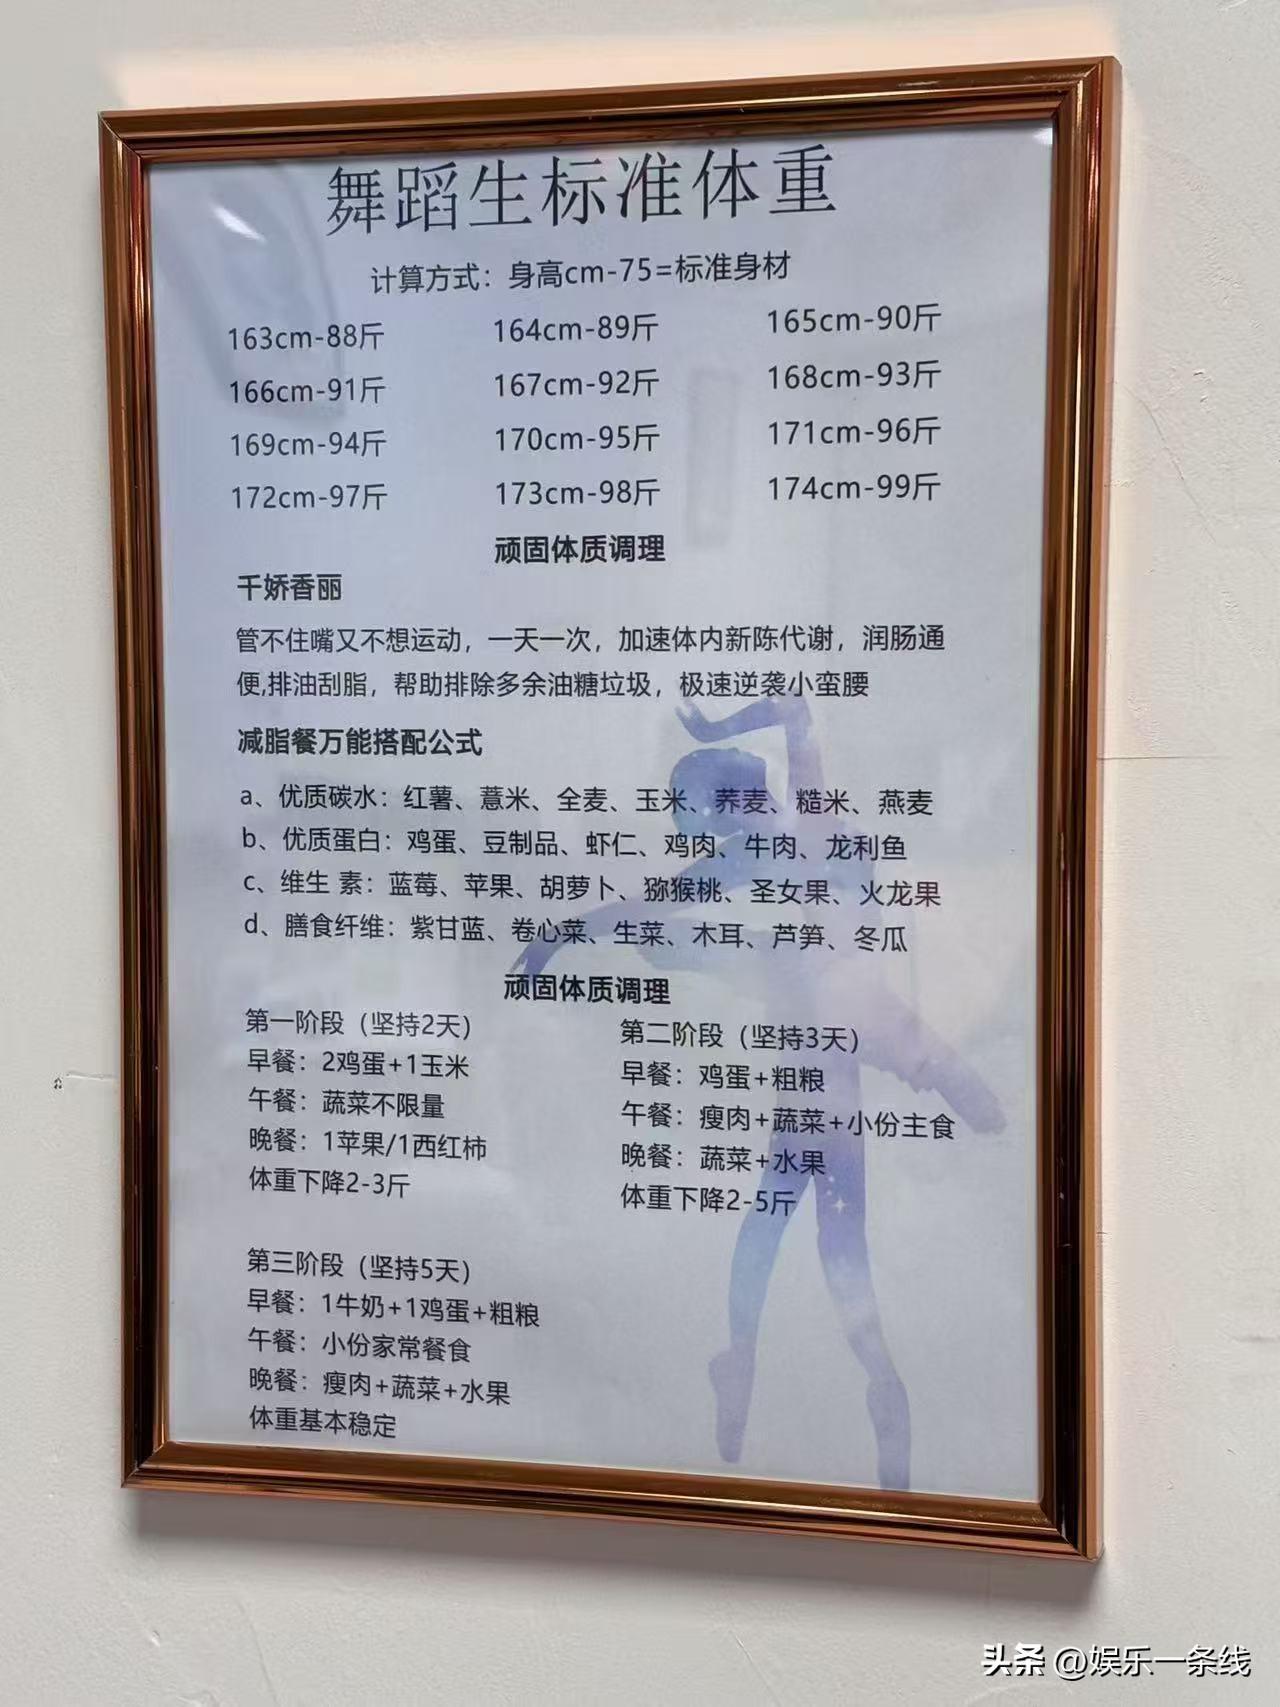 舞蹈生标准体重
计算方式：身高cm-75=标准身材
163cm-88斤 164cm-89斤 165cm-90斤
166cm-91斤 167cm-92斤 168cm-93斤
169cm-94斤 170cm-95斤 171cm-96斤
172cm-97斤 173cm-98斤 174cm-99斤
顽固体质调理
千娇香丽
管不住嘴又不想运动，一天一次，加速体内新陈代谢，润肠通
便,排油刮脂，帮助排除多余油糖垃圾，极速逆袭小蛮腰
减脂餐万能搭配公式
a、优质碳水：红薯、薏米、全麦、玉米、荞麦、糙米、燕麦
b、优质蛋白：鸡蛋、豆制品、虾仁、鸡肉、牛肉、龙利鱼
c、维生 素：蓝莓、苹果、胡萝卜、猕猴桃、圣女果、火龙果
d、膳食纤维：紫甘蓝、卷心菜、生菜、木耳、芦笋、冬瓜
顽固体质调理
第一阶段（坚持2天）
早餐：2鸡蛋+1玉米
午餐：蔬菜不限量
晚餐：1苹果/1西红柿
体重下降2-3斤
第二阶段（坚持3天）
早餐：鸡蛋+粗粮
午餐：瘦肉+蔬菜+小份主食
晚餐：蔬菜+水果
体重下降2-5斤
第三阶段（坚持5天）
早餐：1牛奶+1鸡蛋+粗粮
午餐：小份家常餐食
晚餐：瘦肉+蔬菜+水果
体重基本稳定
头条 @娱乐一条线